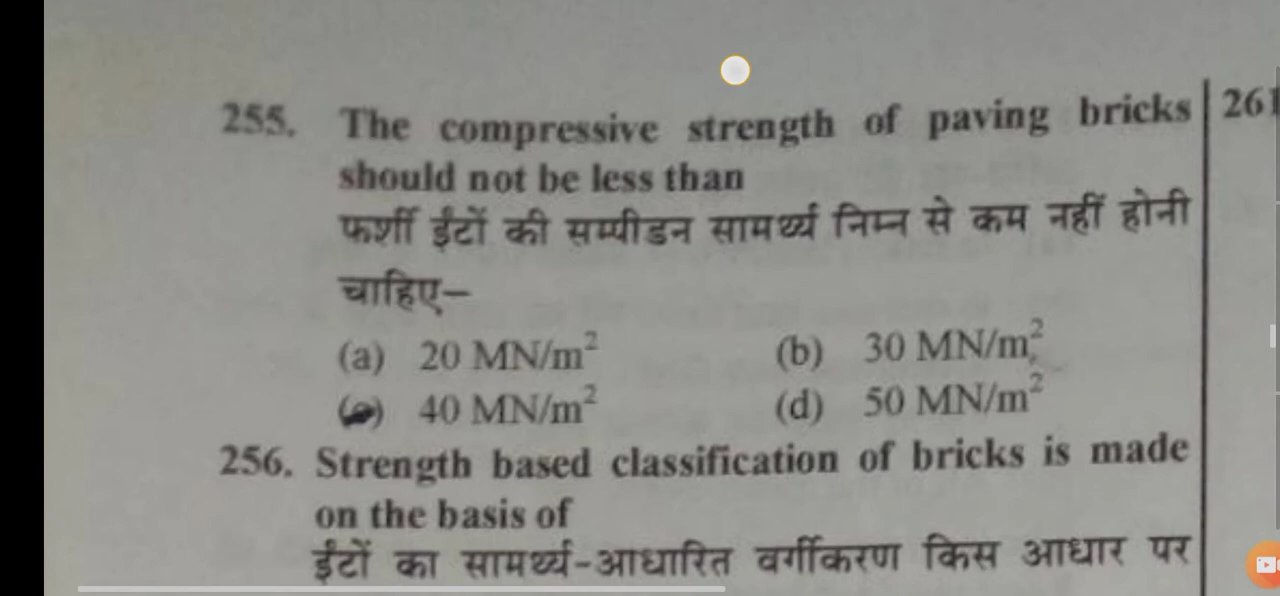 255. The compressive strength of paving bricks
should not be less than
फर्शी ईंटों की सम्पीडन सामर्थ्य निम्न से कम नहीं होनी
चाहिए–
(a) 20 MN/m² (b) 30 MN/m²
( ) 40 MN/m² (d) 50 MN/m²
256. Strength based classification of bricks is made
on the basis of
ईंटों का सामर्थ्य-आधारित वर्गीकरण किस आधार पर
261